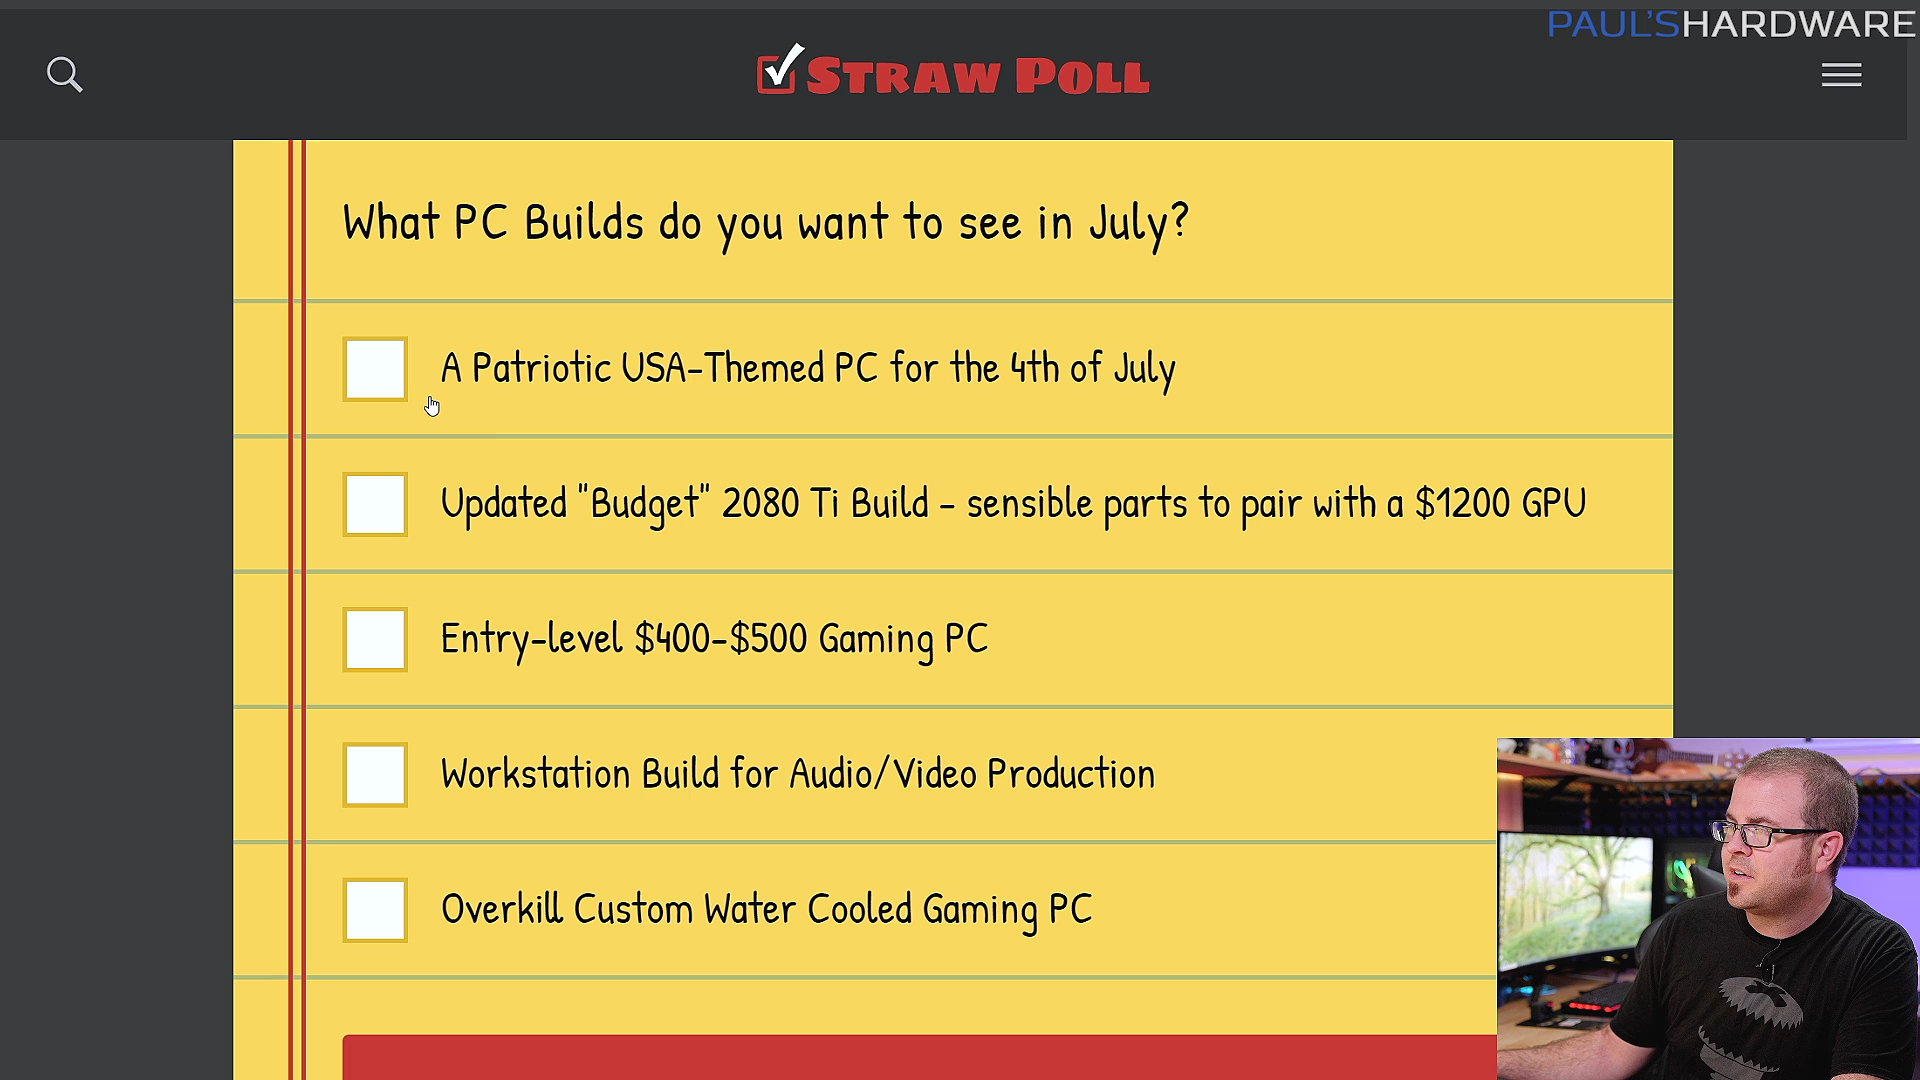 PAUL'SHARDWARE
STRAW POLL
What PC Builds do you want to see in July?
A Patriotic USA-Themed PC for the 4th of July
Updated "Budget" 2080 Ti Build - sensible parts to pair with a $1200 GPU
Entry-level $400-$500 Gaming PC
Workstation Build for Audio/Video Production
Overkill Custom Water Cooled Gaming PC